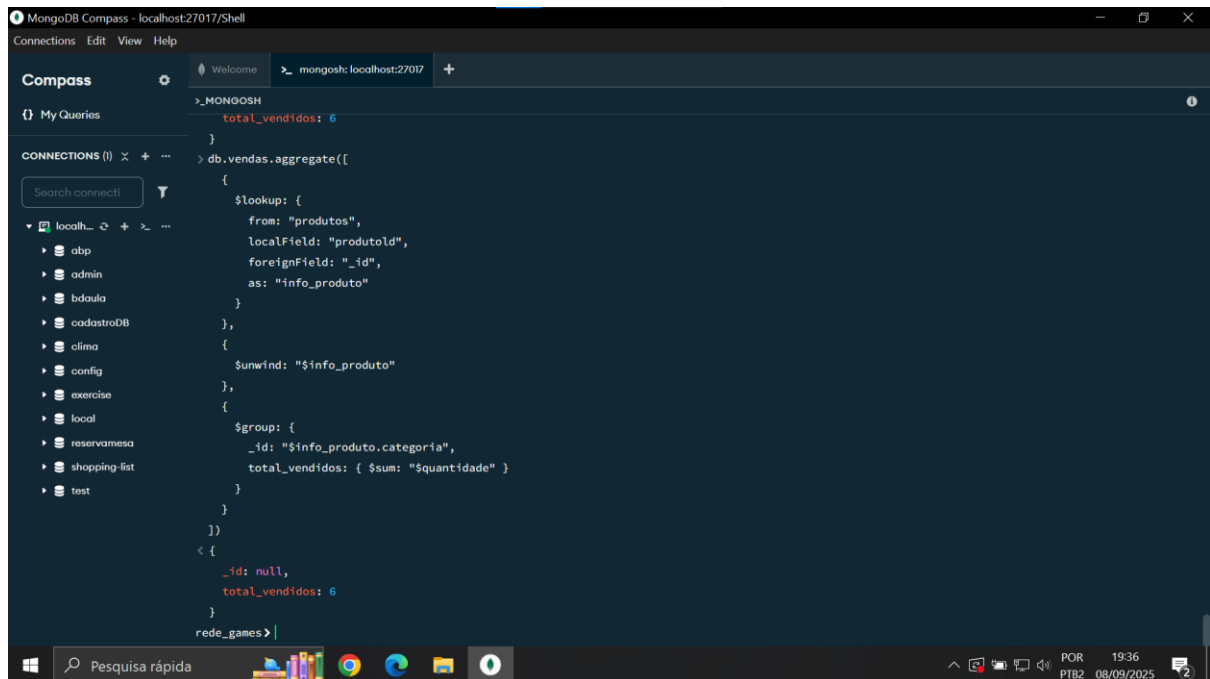 MongoDB Compass - localhost:27017/Shell
Connections Edit View Help
Compass
{} My Queries
CONNECTIONS (1)
Search connecti
localh...
abp
admin
bdaula
cadastroDB
clima
config
exercise
local
reservamesa
shopping-list
test
Welcome
>_ mongosh: localhost:27017 +
>_MONGOSH
total_vendidos: 6
}
> db.vendas.aggregate([
{
$lookup: {
from: "produtos",
localField: "produtold",
foreignField: "_id",
as: "info_produto"
}
},
{
$unwind: "$info_produto"
},
{
$group: {
_id: "$info_produto.categoria",
total_vendidos: { $sum: "$quantidade" }
}
}
])
< {
_id: null,
total_vendidos: 6
}
rede_games>
Pesquisa rápida
POR
PTB2
19:36
08/09/2025
2